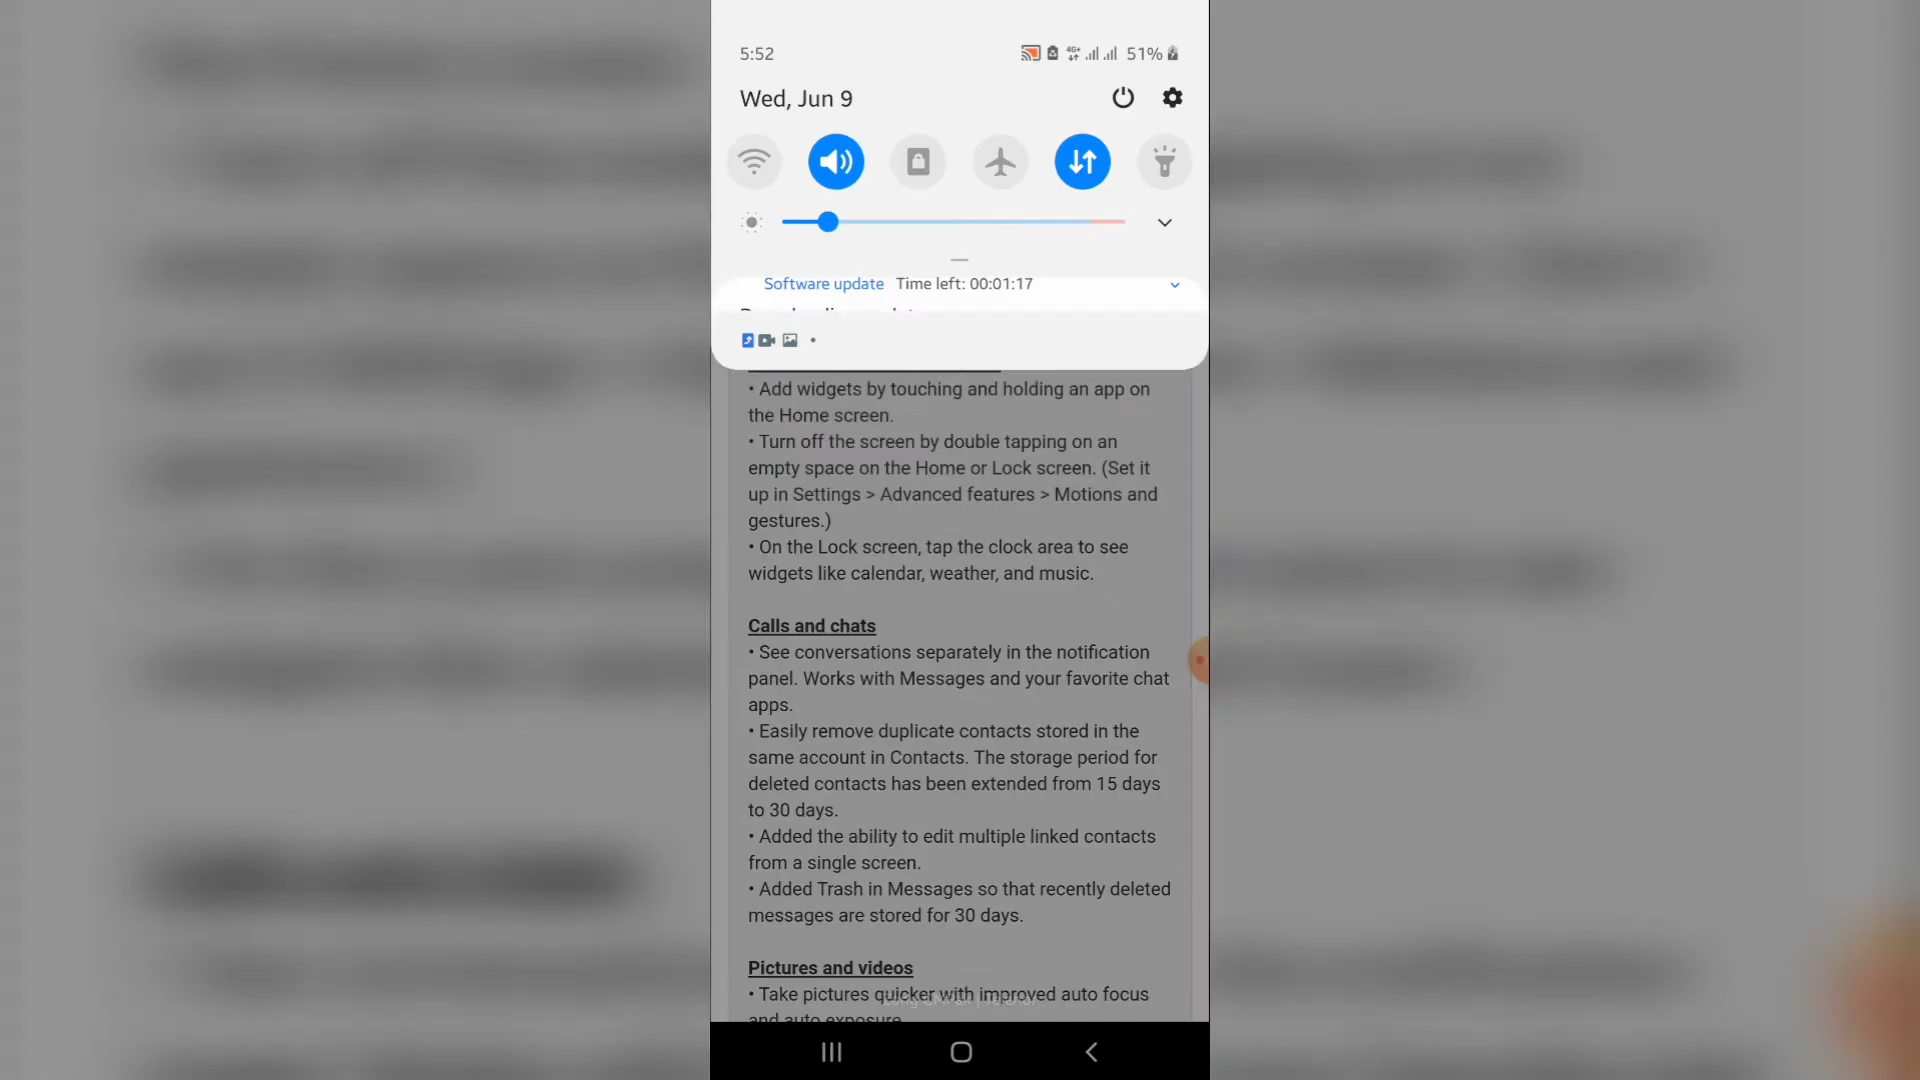 5:52
4G+ 51%
Wed, Jun 9
Software update Time left: 00:01:17
• Add widgets by touching and holding an app on
the Home screen.
• Turn off the screen by double tapping on an
empty space on the Home or Lock screen. (Set it
up in Settings > Advanced features > Motions and
gestures.)
• On the Lock screen, tap the clock area to see
widgets like calendar, weather, and music.
Calls and chats
• See conversations separately in the notification
panel. Works with Messages and your favorite chat
apps.
• Easily remove duplicate contacts stored in the
same account in Contacts. The storage period for
deleted contacts has been extended from 15 days
to 30 days.
• Added the ability to edit multiple linked contacts
from a single screen.
• Added Trash in Messages so that recently deleted
messages are stored for 30 days.
Pictures and videos
• Take pictures quicker with improved auto focus
and auto exposure